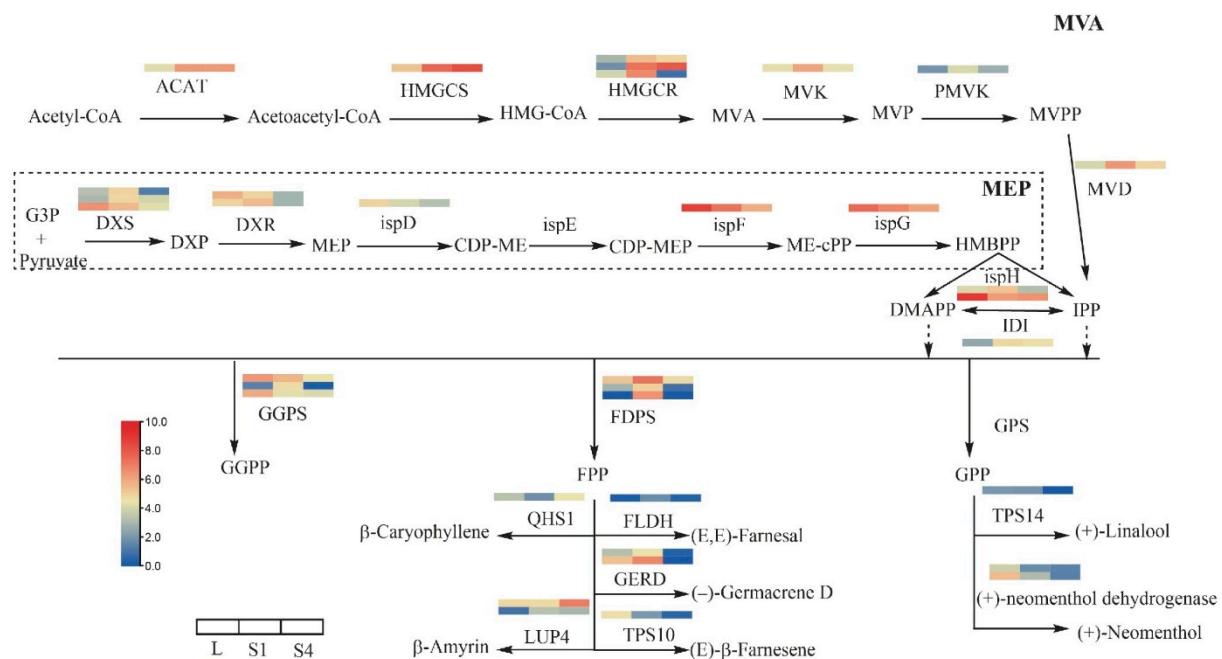 MVA
ACAT HMGCS HMGCR MVK PMVK
Acetyl-CoA Acetoacetyl-CoA HMG-CoA MVA MVP MVPP
MVD
MEP
G3P
+
Pyruvate
DXS DXR ispD ispE ispF ispG
DXP MEP CDP-ME CDP-MEP ME-cPP HMBPP
ispH
DMAPP IPP
IDI
GGPS FDPS GPS
GGPP FPP GPP
10.0
8.0
6.0
4.0
2.0
0.0
QHS1 FLDH TPS14
β-Caryophyllene (E,E)-Farnesal (+)-Linalool
GERD
(−)-Germacrene D (+)-neomenthol dehydrogenase
LUP4 TPS10 (+)-Neomenthol
β-Amyrin (E)-β-Farnesene
L S1 S4